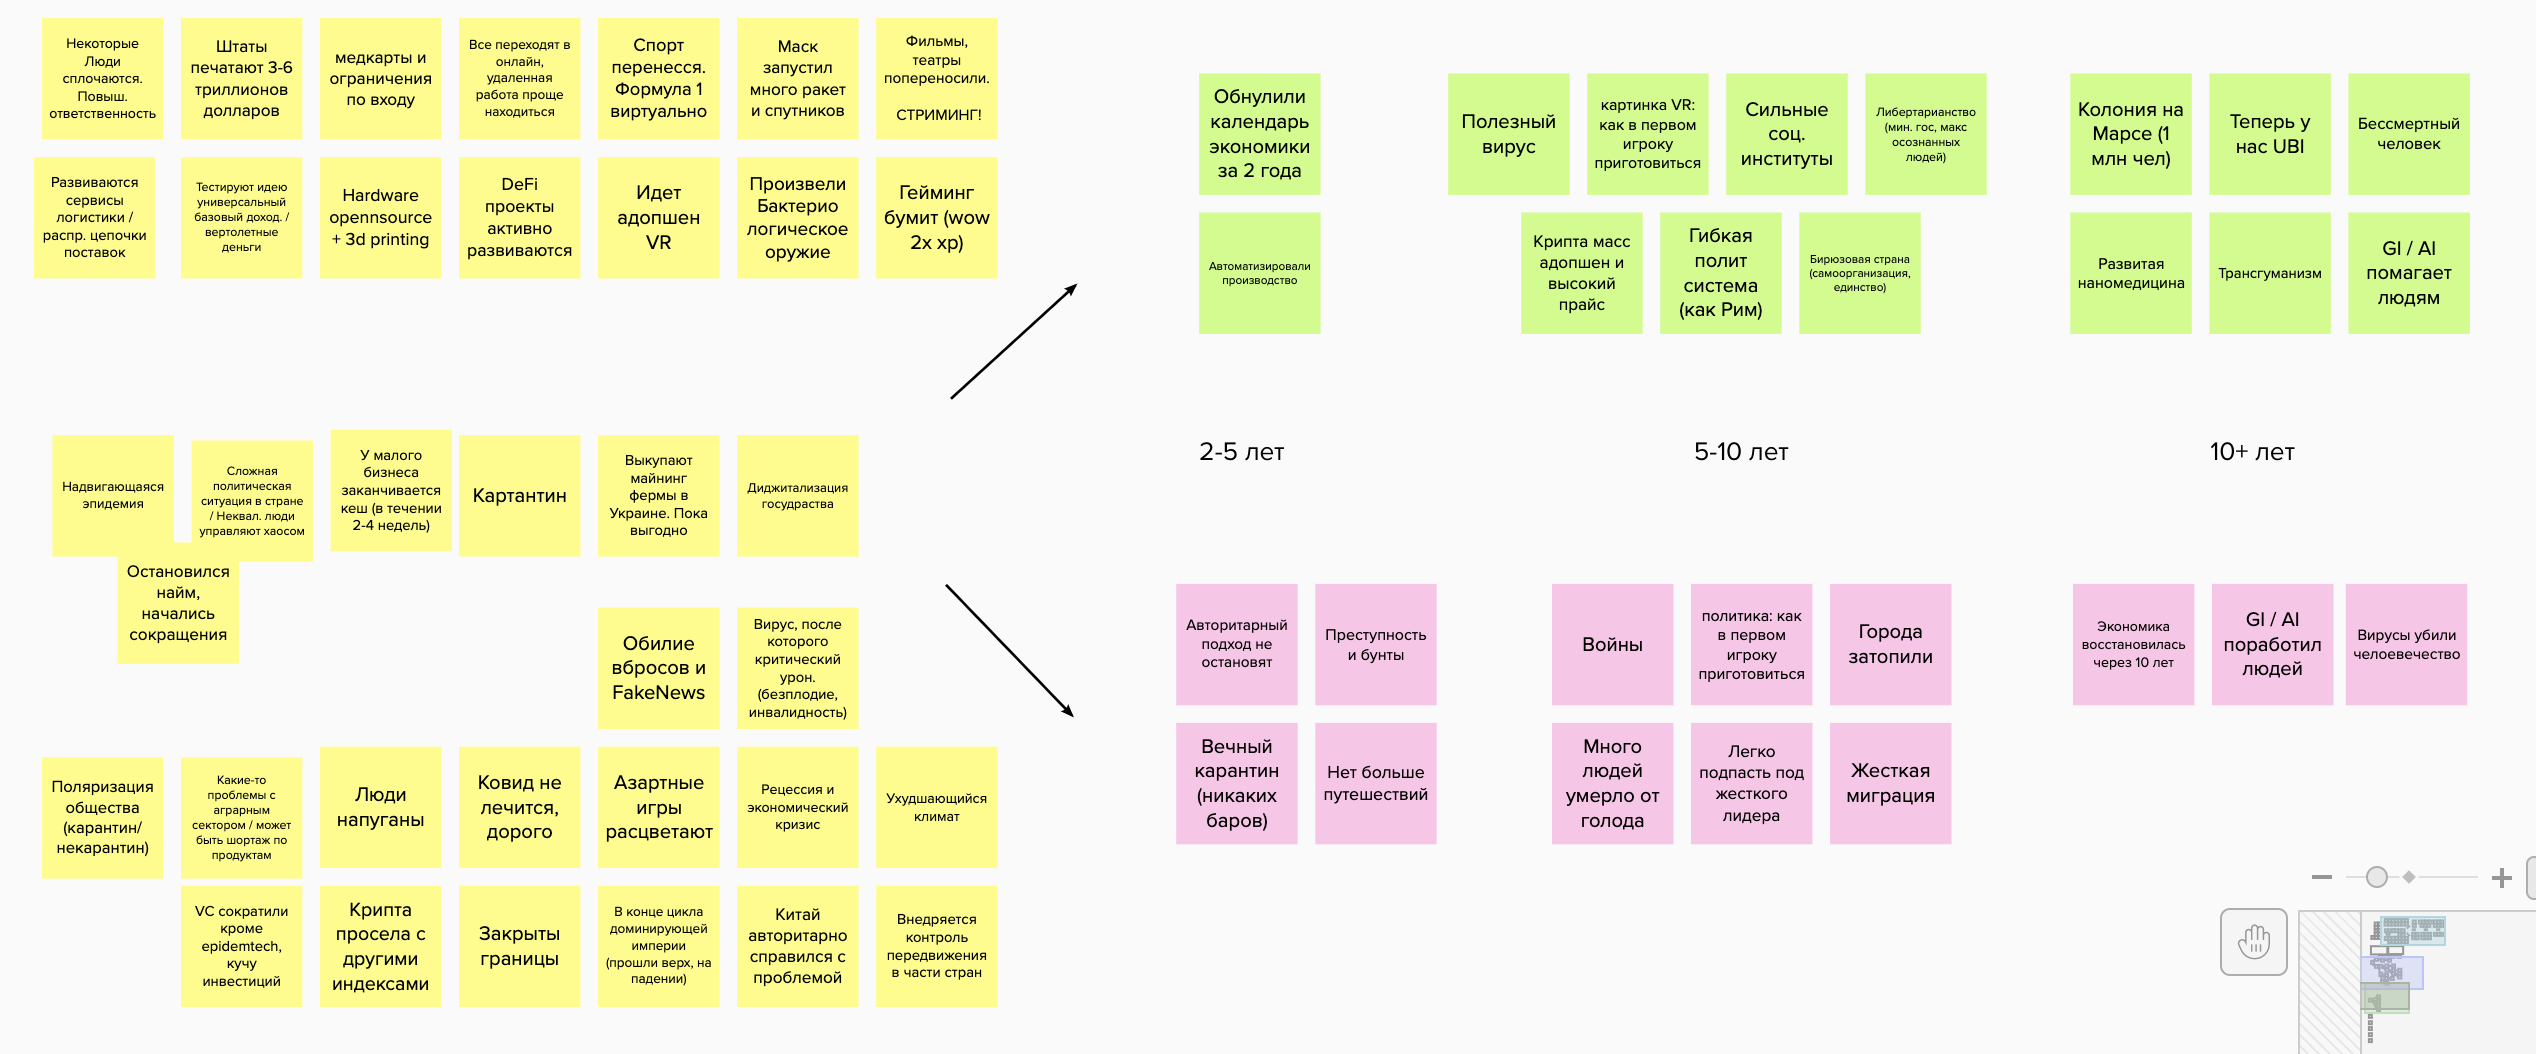 Некоторые
Люди
сплочаются.
Повыш.
ответственность
Штаты
печатают 3-6
триллионов
долларов
медкарты и
ограничения
по входу
Все переходят в
онлайн,
удаленная
работа проще
находиться
Спорт
перенесся.
Формула 1
виртуально
Маск
запустил
много ракет
и спутников
Фильмы,
театры
попереносили.
СТРИМИНГ!
Развиваются
сервисы
логистики /
распр. цепочки
поставок
Тестируют идею
универсальный
базовый доход. /
вертолетные
деньги
Hardware
opennsource
+ 3d printing
DeFi
проекты
активно
развиваются
Идет
адопшен
VR
Произвели
Бактерио
логическое
оружие
Гейминг
бумит (wow
2x xp)
Обнулили
календарь
экономики
за 2 года
Полезный
вирус
картинка VR:
как в первом
игроку
приготовиться
Сильные
соц.
институты
Либертарианство
(мин. гос, макс
осознанных
людей)
Колония на
Марсе (1
млн чел)
Теперь у
нас UBI
Бессмертный
человек
Автоматизировали
производство
Крипта масс
адопшен и
высокий
прайс
Гибкая
полит
система
(как Рим)
Бирюзовая страна
(самоорганизация,
единство)
Развитая
наномедицина
Трансгуманизм
GI / AI
помагает
людям
2-5 лет
5-10 лет
10+ лет
Надвигающаяся
эпидемия
Сложная
политическая
ситуация в стране
/ Неквал. люди
управляют хаосом
У малого
бизнеса
заканчивается
кеш (в течении
2-4 недель)
Картантин
Выкупают
майнинг
фермы в
Украине. Пока
выгодно
Диджитализация
госудраства
Остановился
найм,
начались
сокращения
Обилие
вбросов и
FakeNews
Вирус, после
которого
критический
урон.
(безплодие,
инвалидность)
Поляризация
общества
(карантин/
некарантин)
Какие-то
проблемы с
аграрным
сектором / может
быть шортаж по
продуктам
Люди
напуганы
Ковид не
лечится,
дорого
Азартные
игры
расцветают
Рецессия и
экономический
кризис
Ухудшающийся
климат
VC сократили
кроме
epidemtech,
кучу
инвестиций
Крипта
просела с
другими
индексами
Закрыты
границы
В конце цикла
доминирующей
империи
(прошли верх, на
падении)
Китай
авторитарно
справился с
проблемой
Внедряется
контроль
передвижения
в части стран
Авторитарный
подход не
остановят
Преступность
и бунты
Войны
политика: как
в первом
игроку
приготовиться
Города
затопили
Экономика
восстановилась
через 10 лет
GI / AI
поработил
людей
Вирусы убили
челоевечество
Вечный
карантин
(никаких
баров)
Нет больше
путешествий
Много
людей
умерло от
голода
Легко
подпасть под
жесткого
лидера
Жесткая
миграция